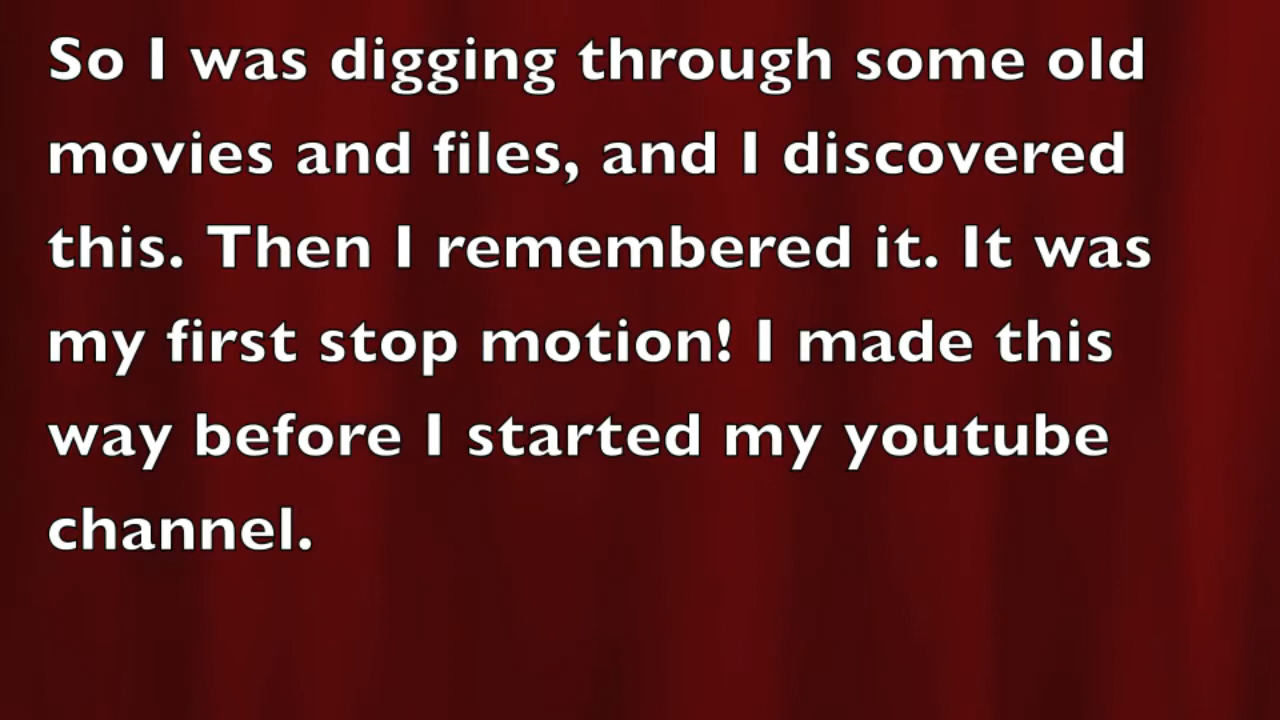 So I was digging through some old
movies and files, and I discovered
this. Then I remembered it. It was
my first stop motion! I made this
way before I started my youtube
channel.